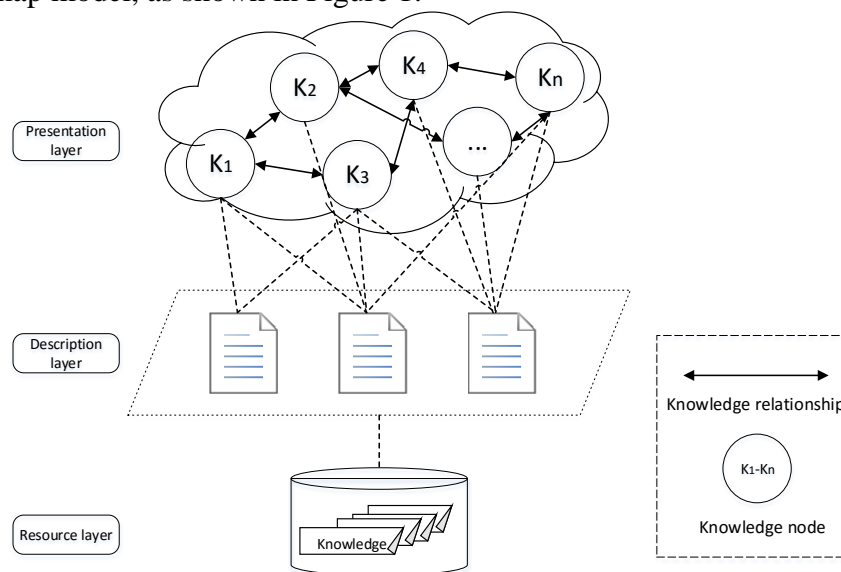 map model, as shown in Figure 1.
K4
K2
Kn
Presentation
layer
...
K1
K3
Description
layer
Knowledge relationship
K1-Kn
Resource layer
Knowledge
Knowledge node